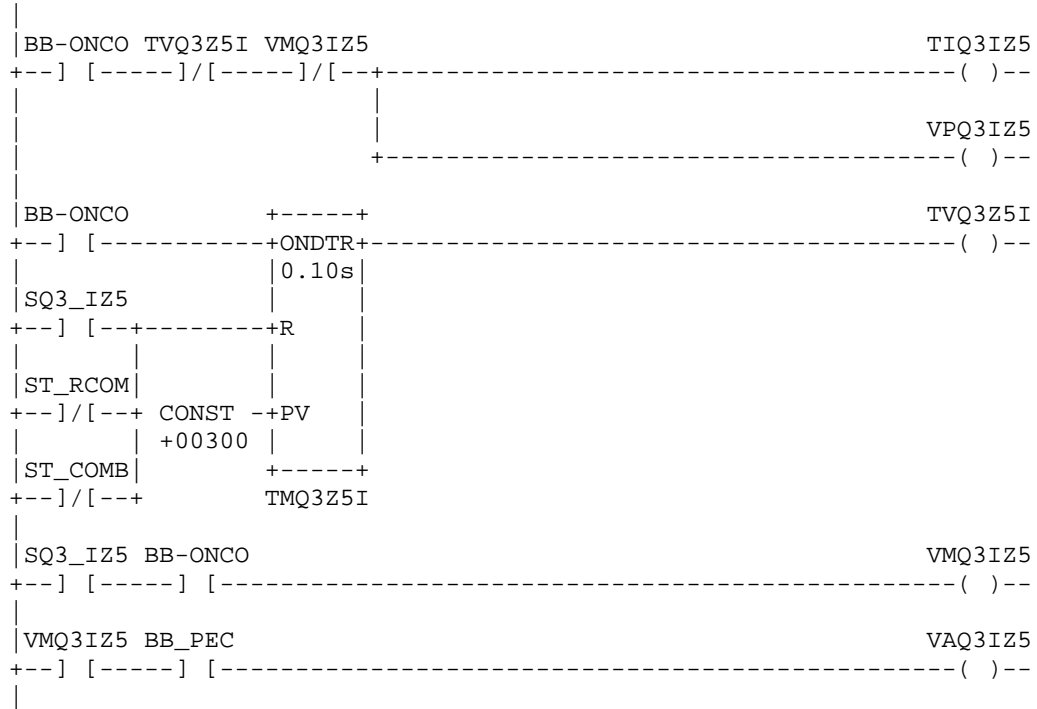 BB-ONCO TVQ3Z5I VMQ3IZ5 TIQ3IZ5
+--] [-----]/[-----]/[--+--------------------------------------( )--
VPQ3IZ5
+--------------------------------------( )--
BB-ONCO +-----+ TVQ3Z5I
+--] [-----------+ONDTR+---------------------------------------( )--
|0.10s|
SQ3_IZ5
+--] [--+--------+R
ST_RCOM
+--]/[--+ CONST -+PV
+00300
ST_COMB +-----+
+--]/[--+ TMQ3Z5I
SQ3_IZ5 BB-ONCO VMQ3IZ5
+--] [-----] [-------------------------------------------------( )--
VMQ3IZ5 BB_PEC VAQ3IZ5
+--] [-----] [-------------------------------------------------( )--